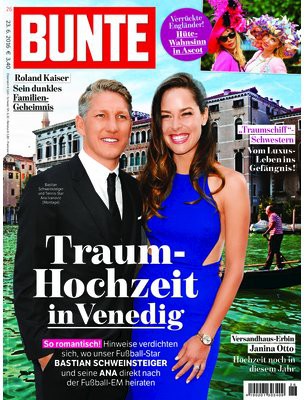 26
23. 6. 2016 € 3,40
BUNTE
Verrückte
Engländer!
Hüte-
Wahnsinn
in Ascot
Roland Kaiser
Sein dunkles
Familien-
Geheimnis
„Traumschiff“-
Schwestern
Vom Luxus-
Leben ins
Gefängnis!
Bastian
Schweinsteiger
und Tennis-Star
Ana Ivanović
(Montage)
Traum-
Hochzeit
in Venedig
So romantisch! Hinweise verdichten
sich, wo unser Fußball-Star
BASTIAN SCHWEINSTEIGER
und seine ANA direkt nach
der Fußball-EM heiraten
Versandhaus-Erbin
Janina Otto
Hochzeit noch in
diesem Jahr